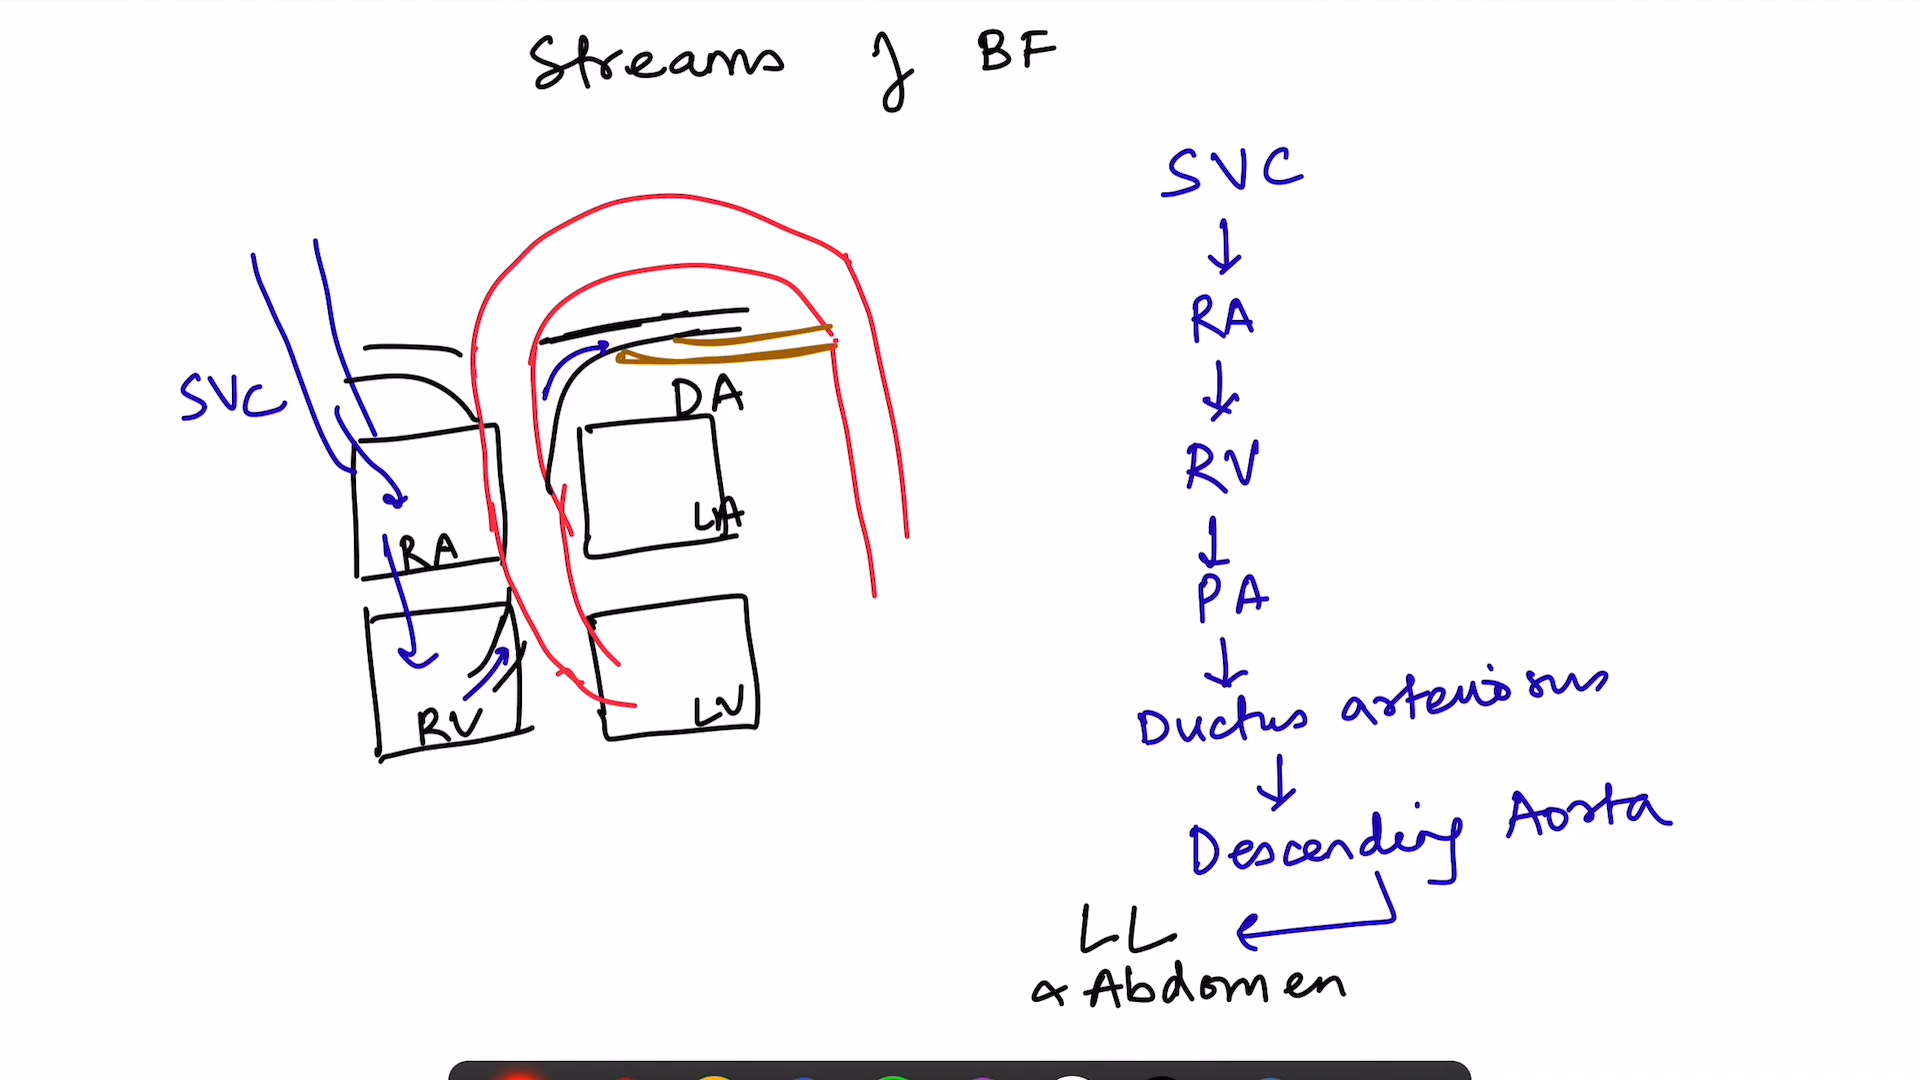 Streams of BF
SVC
DA
LA
RA
RV
LV
SVC
↓
RA
↓
RV
↓
PA
↓
Ductus arteriosus
↓
Descending Aorta
LL
& Abdomen